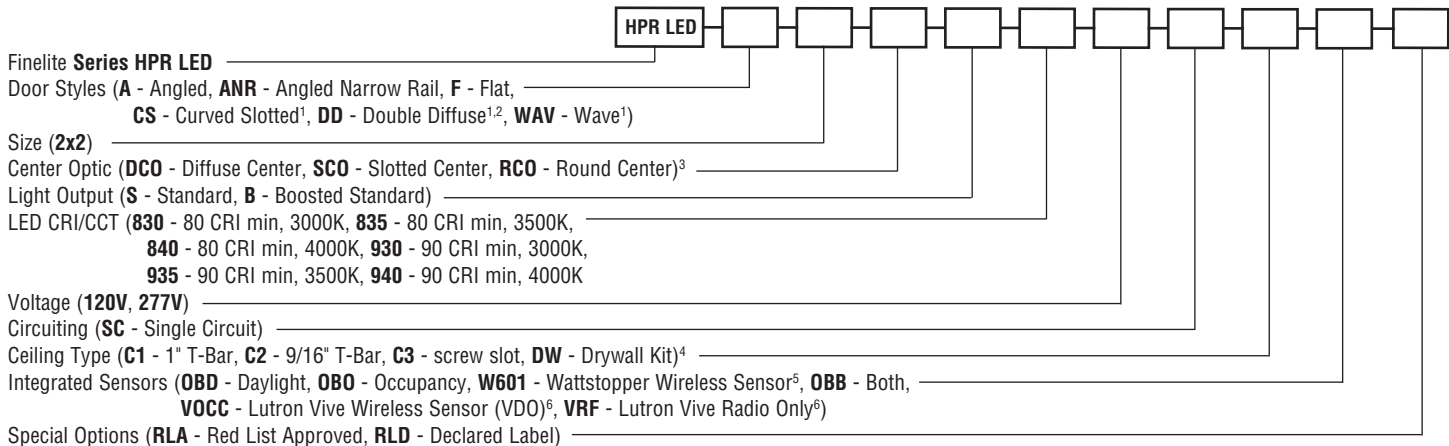 HPR LED
Finelite Series HPR LED
Door Styles (A - Angled, ANR - Angled Narrow Rail, F - Flat,
CS - Curved Slotted¹, DD - Double Diffuse¹,², WAV - Wave¹)
Size (2x2)
Center Optic (DCO - Diffuse Center, SCO - Slotted Center, RCO - Round Center)³
Light Output (S - Standard, B - Boosted Standard)
LED CRI/CCT (830 - 80 CRI min, 3000K, 835 - 80 CRI min, 3500K,
840 - 80 CRI min, 4000K, 930 - 90 CRI min, 3000K,
935 - 90 CRI min, 3500K, 940 - 90 CRI min, 4000K
Voltage (120V, 277V)
Circuiting (SC - Single Circuit)
Ceiling Type (C1 - 1" T-Bar, C2 - 9/16" T-Bar, C3 - screw slot, DW - Drywall Kit)⁴
Integrated Sensors (OBD - Daylight, OBO - Occupancy, W601 - Wattstopper Wireless Sensor⁵, OBB - Both,
VOCC - Lutron Vive Wireless Sensor (VDO)⁶, VRF - Lutron Vive Radio Only⁶)
Special Options (RLA - Red List Approved, RLD - Declared Label)